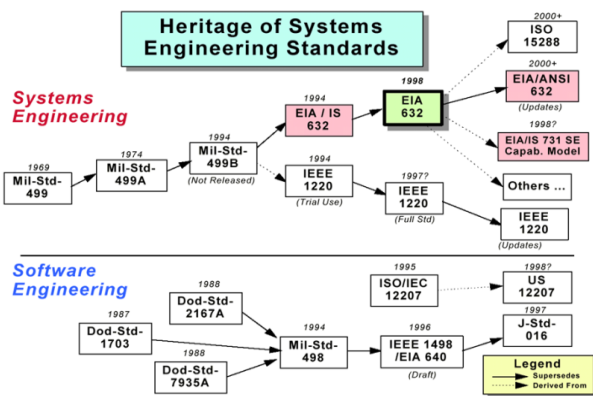 Heritage of Systems
Engineering Standards
Systems
Engineering
1969
Mil-Std-
499
1974
Mil-Std-
499A
1994
Mil-Std-
499B
(Not Released)
1994
EIA / IS
632
1994
IEEE
1220
(Trial Use)
1998
EIA
632
1997?
IEEE
1220
(Full Std)
2000+
ISO
15288
2000+
EIA/ANSI
632
(Updates)
1998?
EIA/IS 731 SE
Capab. Model
Others ...
IEEE
1220
(Updates)
Software
Engineering
1987
Dod-Std-
1703
1988
Dod-Std-
2167A
1988
Dod-Std-
7935A
1994
Mil-Std-
498
1995
ISO/IEC
12207
1996
IEEE 1498
/EIA 640
(Draft)
1998?
US
12207
1997
J-Std-
016
Legend
Supersedes
Derived From